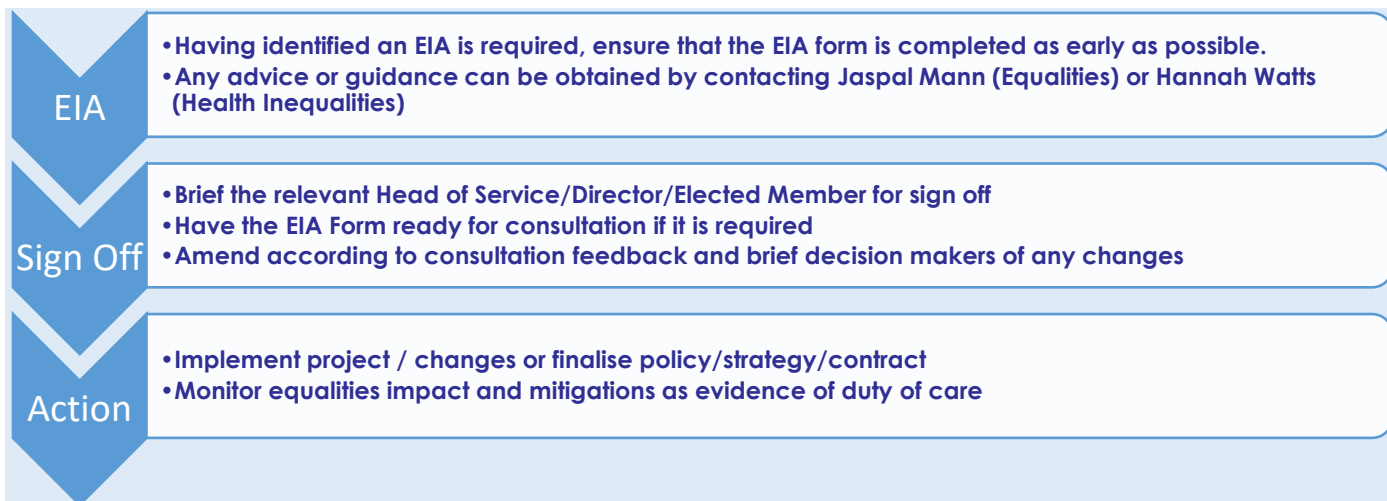 EIA
•Having identified an EIA is required, ensure that the EIA form is completed as early as possible.
•Any advice or guidance can be obtained by contacting Jaspal Mann (Equalities) or Hannah Watts
(Health Inequalities)
Sign Off
•Brief the relevant Head of Service/Director/Elected Member for sign off
•Have the EIA Form ready for consultation if it is required
•Amend according to consultation feedback and brief decision makers of any changes
Action
•Implement project / changes or finalise policy/strategy/contract
•Monitor equalities impact and mitigations as evidence of duty of care